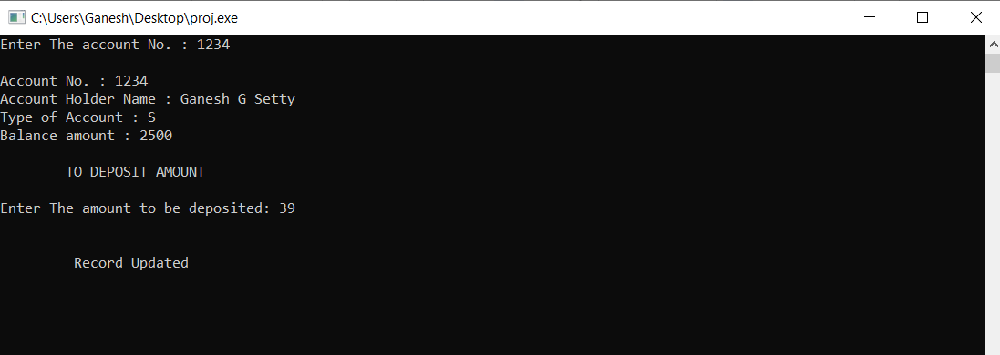 C:\Users\Ganesh\Desktop\proj.exe
Enter The account No. : 1234
Account No. : 1234
Account Holder Name : Ganesh G Setty
Type of Account : S
Balance amount : 2500
TO DEPOSIT AMOUNT
Enter The amount to be deposited: 39
Record Updated